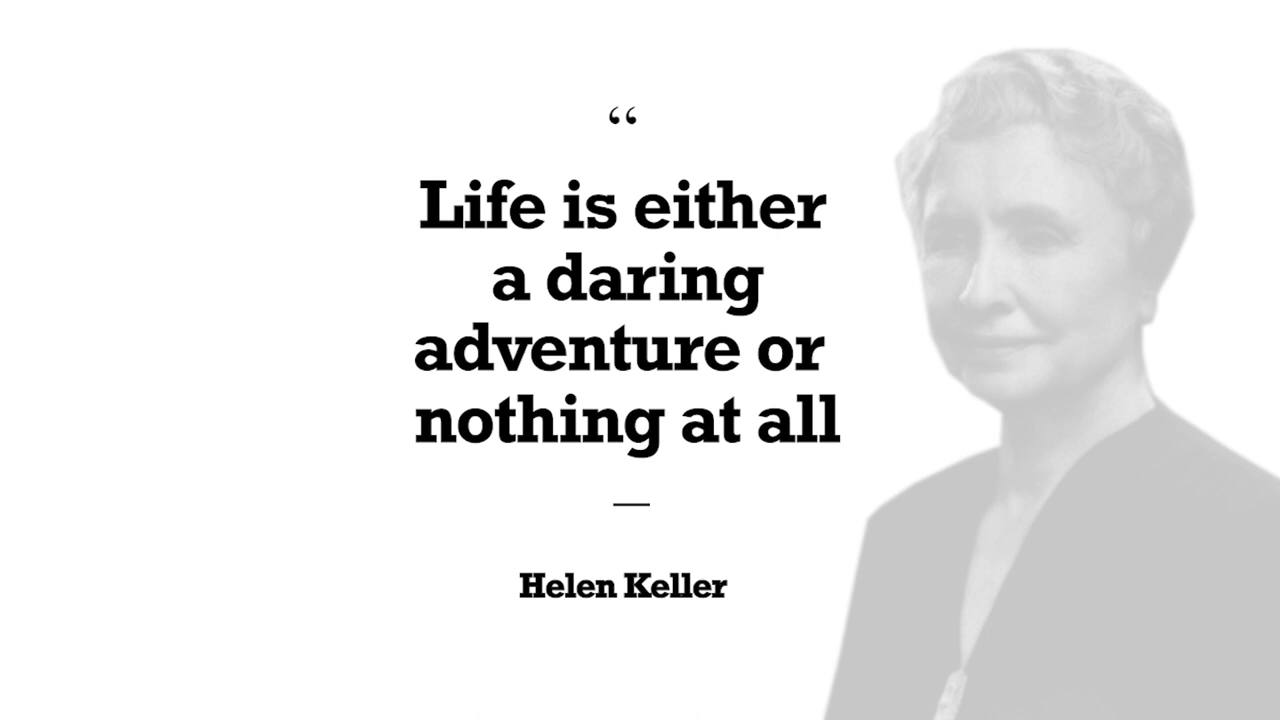 “
Life is either
a daring
adventure or
nothing at all
—
Helen Keller